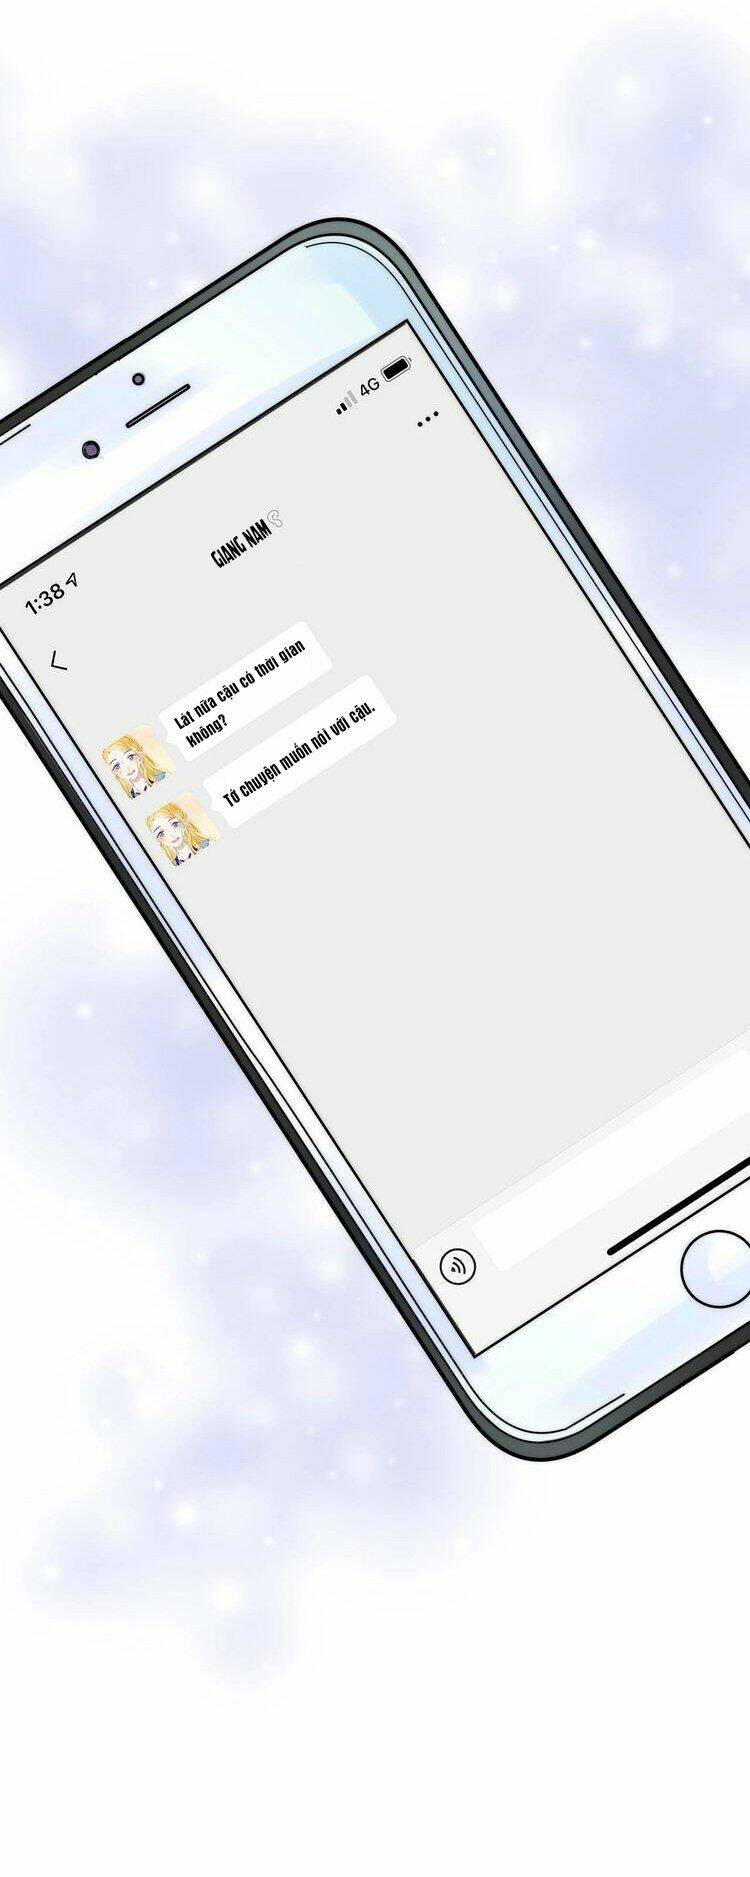 4G
1:38
GIANG NAM
Lát nữa cậu có thời gian
không?
Tớ chuyện muốn nói với cậu.